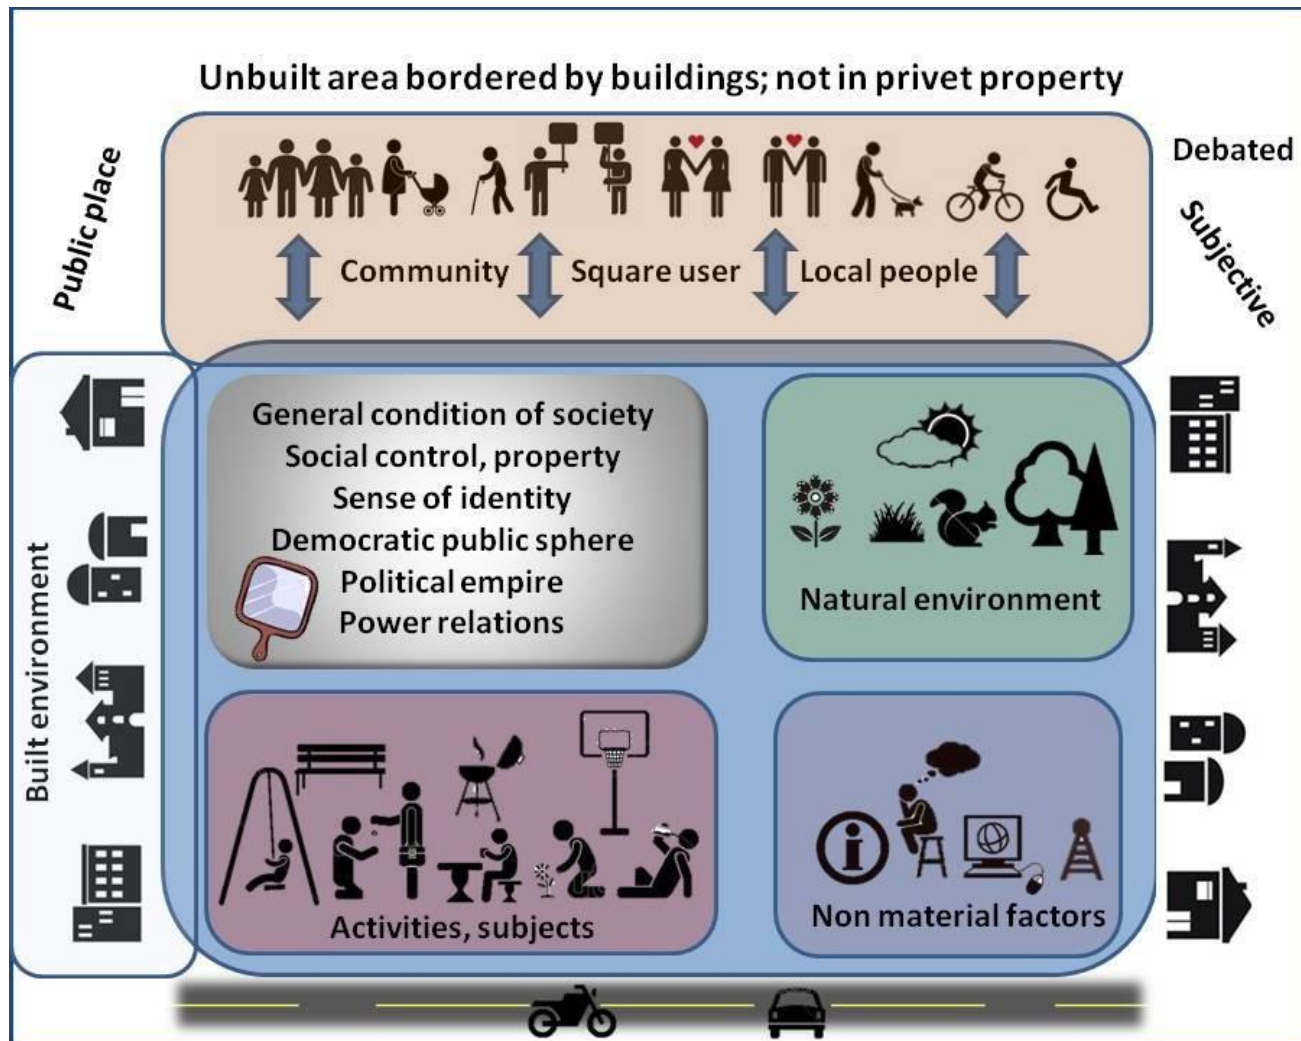 Unbuilt area bordered by buildings; not in privet property
Public place
Debated
Subjective
Community
Square user
Local people
Built environment
General condition of society
Social control, property
Sense of identity
Democratic public sphere
Political empire
Power relations
Natural environment
Activities, subjects
Non material factors